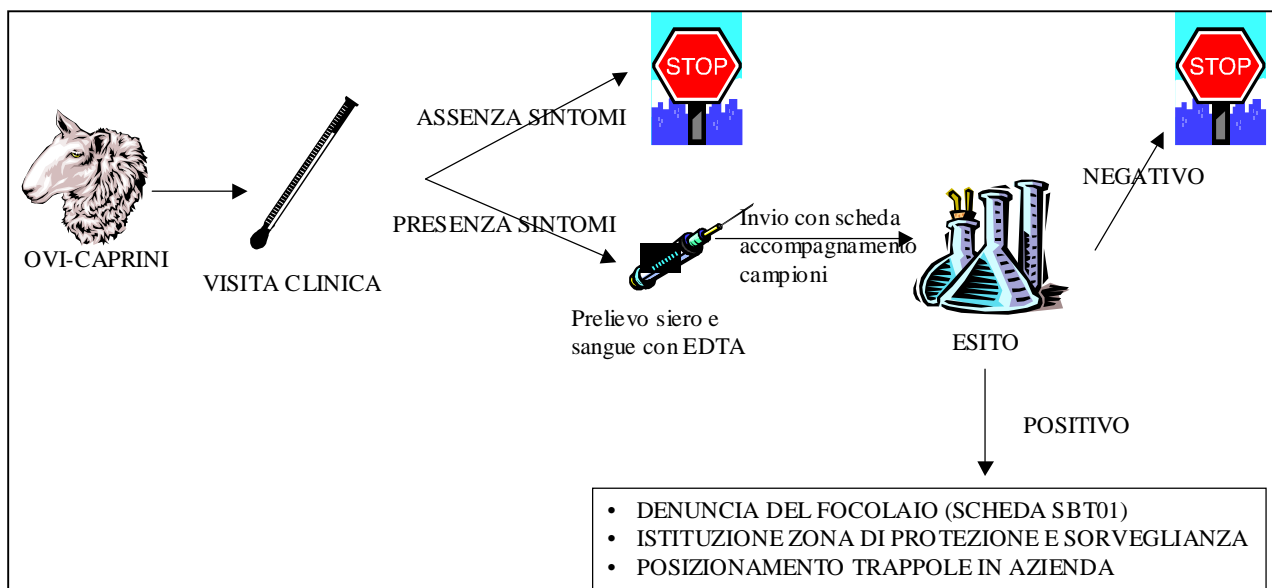 STOP
STOP
ASSENZA SINTOMI
NEGATIVO
PRESENZA SINTOMI
Invio con scheda
accompagnamento
campioni
OVI-CAPRINI
VISITA CLINICA
Prelievo siero e
sangue con EDTA
ESITO
POSITIVO
• DENUNCIA DEL FOCOLAIO (SCHEDA SBT01)
• ISTITUZIONE ZONA DI PROTEZIONE E SORVEGLIANZA
• POSIZIONAMENTO TRAPPOLE IN AZIENDA